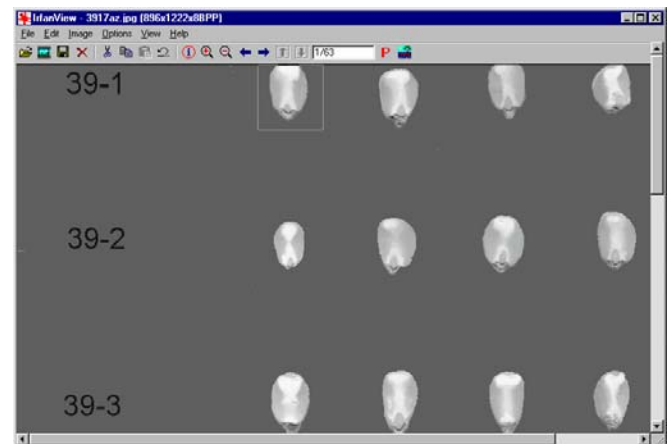 IrfanView - 3917az.jpg (896x1222x8BPP)
File Edit Image Options View Help
1/63 P
39-1
39-2
39-3